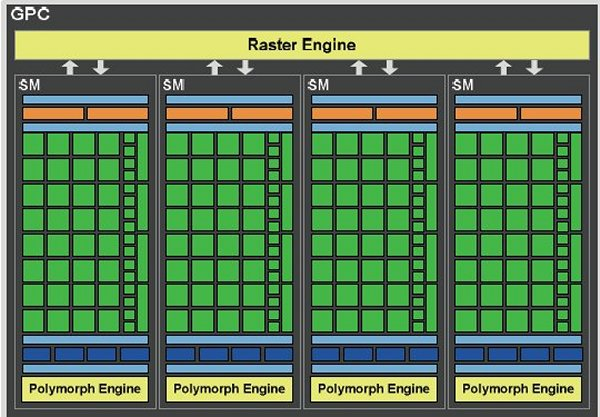 GPC
Raster Engine
SM SM SM SM
Polymorph Engine Polymorph Engine Polymorph Engine Polymorph Engine